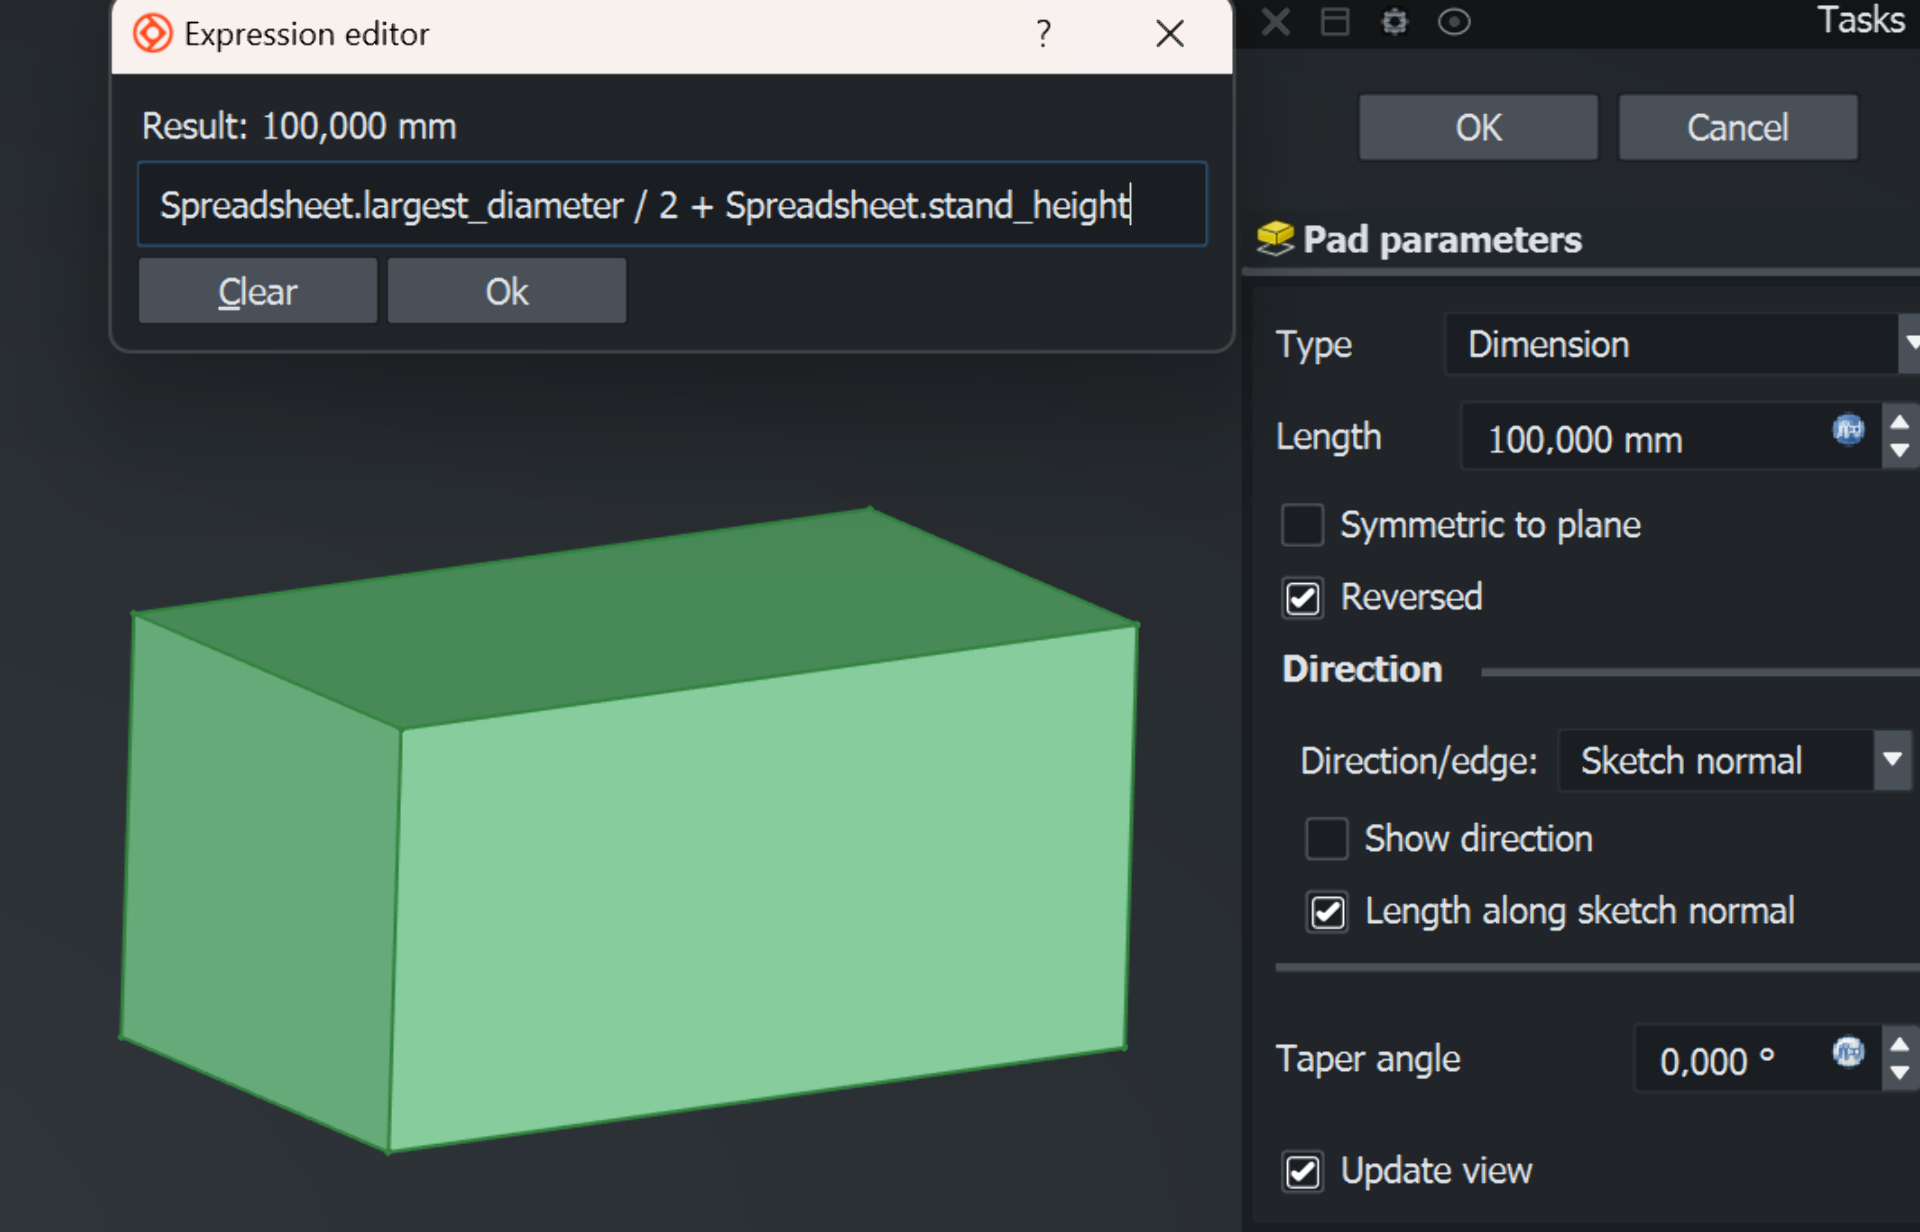 Expression editor
?
Result: 100,000 mm
Spreadsheet.largest_diameter / 2 + Spreadsheet.stand_height
Clear
Ok
Tasks
OK
Cancel
Pad parameters
Type
Dimension
Length
100,000 mm
Symmetric to plane
Reversed
Direction
Direction/edge:
Sketch normal
Show direction
Length along sketch normal
Taper angle
0,000 °
Update view